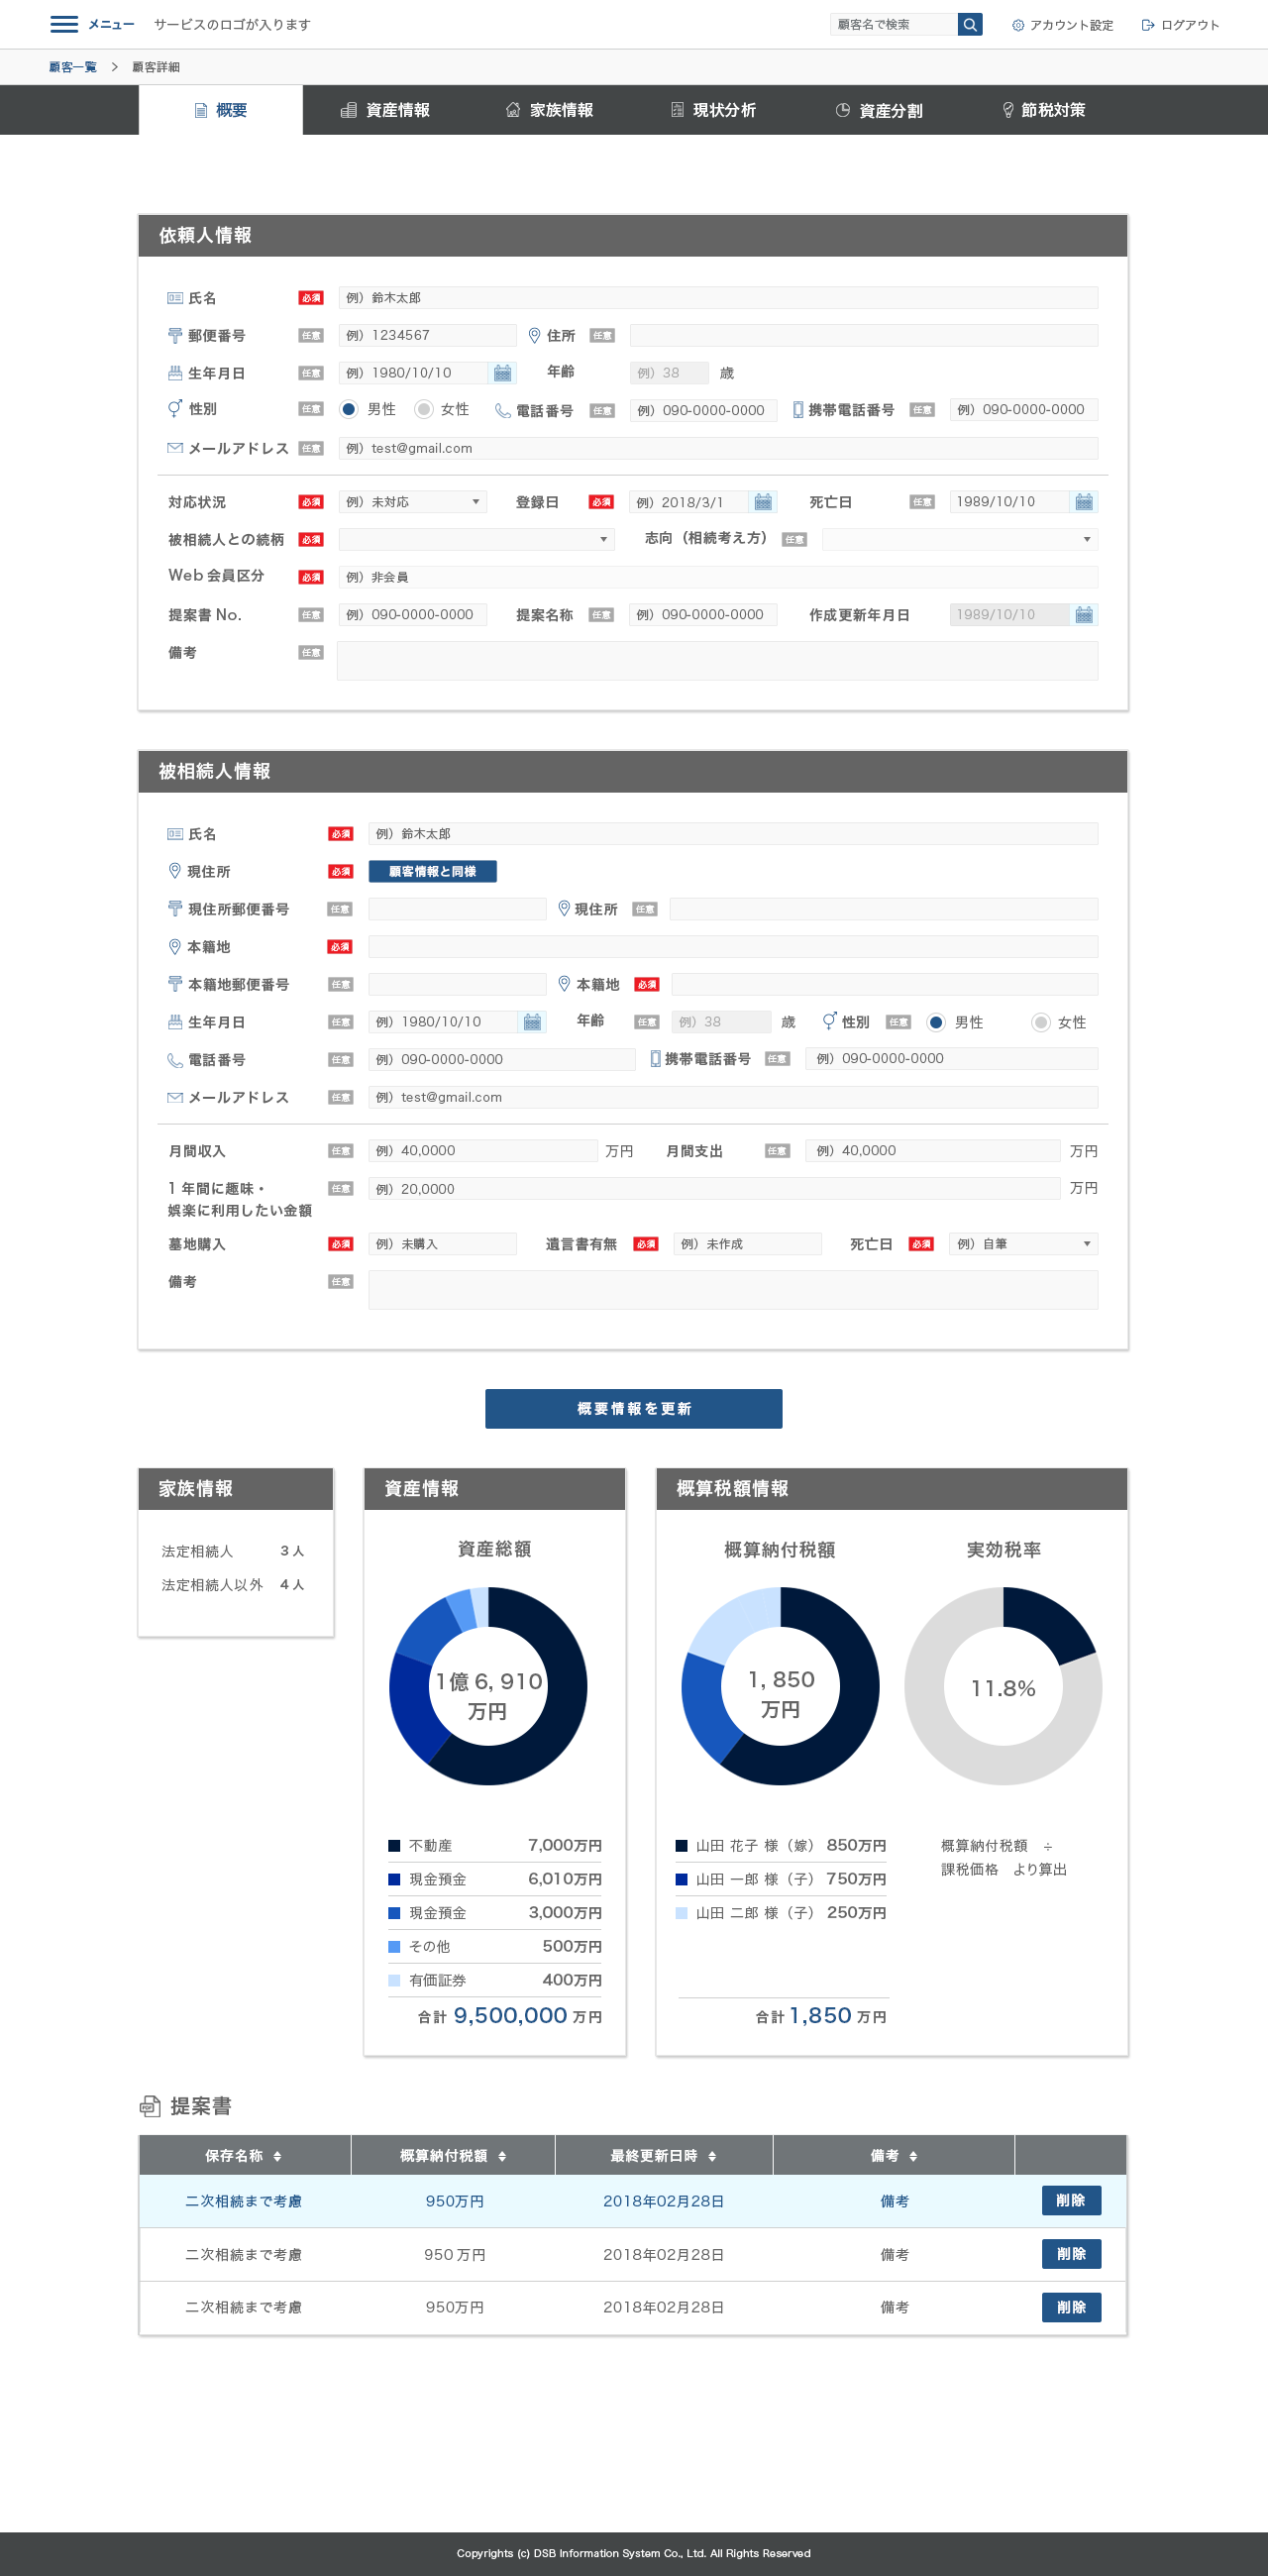 メニュー サービスのロゴが入ります 顧客名で検索 アカウント設定 ログアウト
顧客一覧 > 顧客詳細
概要 資産情報 家族情報 現状分析 資産分割 節税対策
依頼人情報
氏名 必須 例）鈴木太郎
郵便番号 任意 例）1234567 住所 任意
生年月日 任意 例）1980/10/10 年齢 例）38 歳
性別 任意 男性 女性 電話番号 任意 例）090-0000-0000 携帯電話番号 任意 例）090-0000-0000
メールアドレス 任意 例）test@gmail.com
対応状況 必須 例）未対応 登録日 必須 例）2018/3/1 死亡日 任意 1989/10/10
被相続人との続柄 必須 志向（相続考え方） 任意
Web 会員区分 必須 例）非会員
提案書 No. 任意 例）090-0000-0000 提案名称 任意 例）090-0000-0000 作成更新年月日 1989/10/10
備考 任意
被相続人情報
氏名 必須 例）鈴木太郎
現住所 必須 顧客情報と同様
現住所郵便番号 任意 現住所 任意
本籍地 必須
本籍地郵便番号 任意 本籍地 必須
生年月日 任意 例）1980/10/10 年齢 任意 例）38 歳 性別 任意 男性 女性
電話番号 任意 例）090-0000-0000 携帯電話番号 任意 例）090-0000-0000
メールアドレス 任意 例）test@gmail.com
月間収入 任意 例）40,0000 万円 月間支出 任意 例）40,0000 万円
1 年間に趣味・ 任意 例）20,0000 万円
娯楽に利用したい金額
墓地購入 必須 例）未購入 遺言書有無 必須 例）未作成 死亡日 必須 例）自筆
備考 任意
概要情報を更新
家族情報
法定相続人 3 人
法定相続人以外 4 人
資産情報
資産総額
1億 6, 910
万円
不動産 7,000万円
現金預金 6,010万円
現金預金 3,000万円
その他 500万円
有価証券 400万円
合計 9,500,000 万円
概算税額情報
概算納付税額
1, 850
万円
山田 花子 様（嫁） 850万円
山田 一郎 様（子） 750万円
山田 二郎 様（子） 250万円
合計 1,850 万円
実効税率
11.8%
概算納付税額 ÷
課税価格 より算出
PDF 提案書
保存名称 概算納付税額 最終更新日時 備考
二次相続まで考慮 950万円 2018年02月28日 備考 削除
二次相続まで考慮 950 万円 2018年02月28日 備考 削除
二次相続まで考慮 950万円 2018年02月28日 備考 削除
Copyrights (c) DSB Information System Co., Ltd. All Rights Reserved